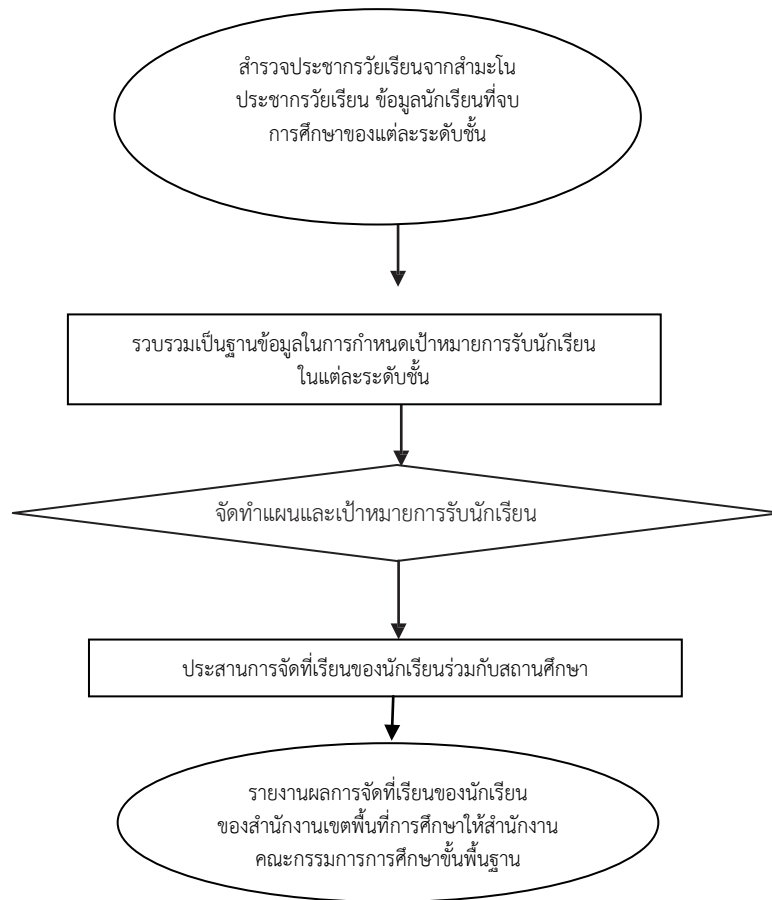 สำรวจประชากรวัยเรียนจากสำมะโน
ประชากรวัยเรียน ข้อมูลนักเรียนที่จบ
การศึกษาของแต่ละระดับชั้น
รวบรวมเป็นฐานข้อมูลในการกำหนดเป้าหมายการรับนักเรียน
ในแต่ละระดับชั้น
จัดทำแผนและเป้าหมายการรับนักเรียน
ประสานการจัดที่เรียนของนักเรียนร่วมกับสถานศึกษา
รายงานผลการจัดที่เรียนของนักเรียน
ของสำนักงานเขตพื้นที่การศึกษาให้สำนักงาน
คณะกรรมการการศึกษาขั้นพื้นฐาน